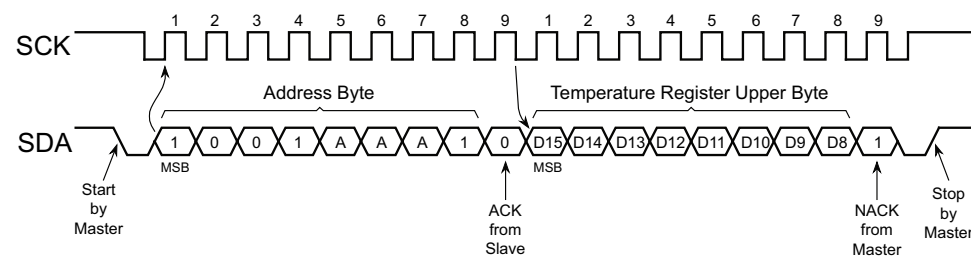 1 2 3 4 5 6 7 8 9 1 2 3 4 5 6 7 8 9
SCK
Address Byte
Temperature Register Upper Byte
SDA
1 0 0 1 A A A 1 0 D15 D14 D13 D12 D11 D10 D9 D8 1
MSB
MSB
Start
by
Master
ACK
from
Slave
NACK
from
Master
Stop
by
Master